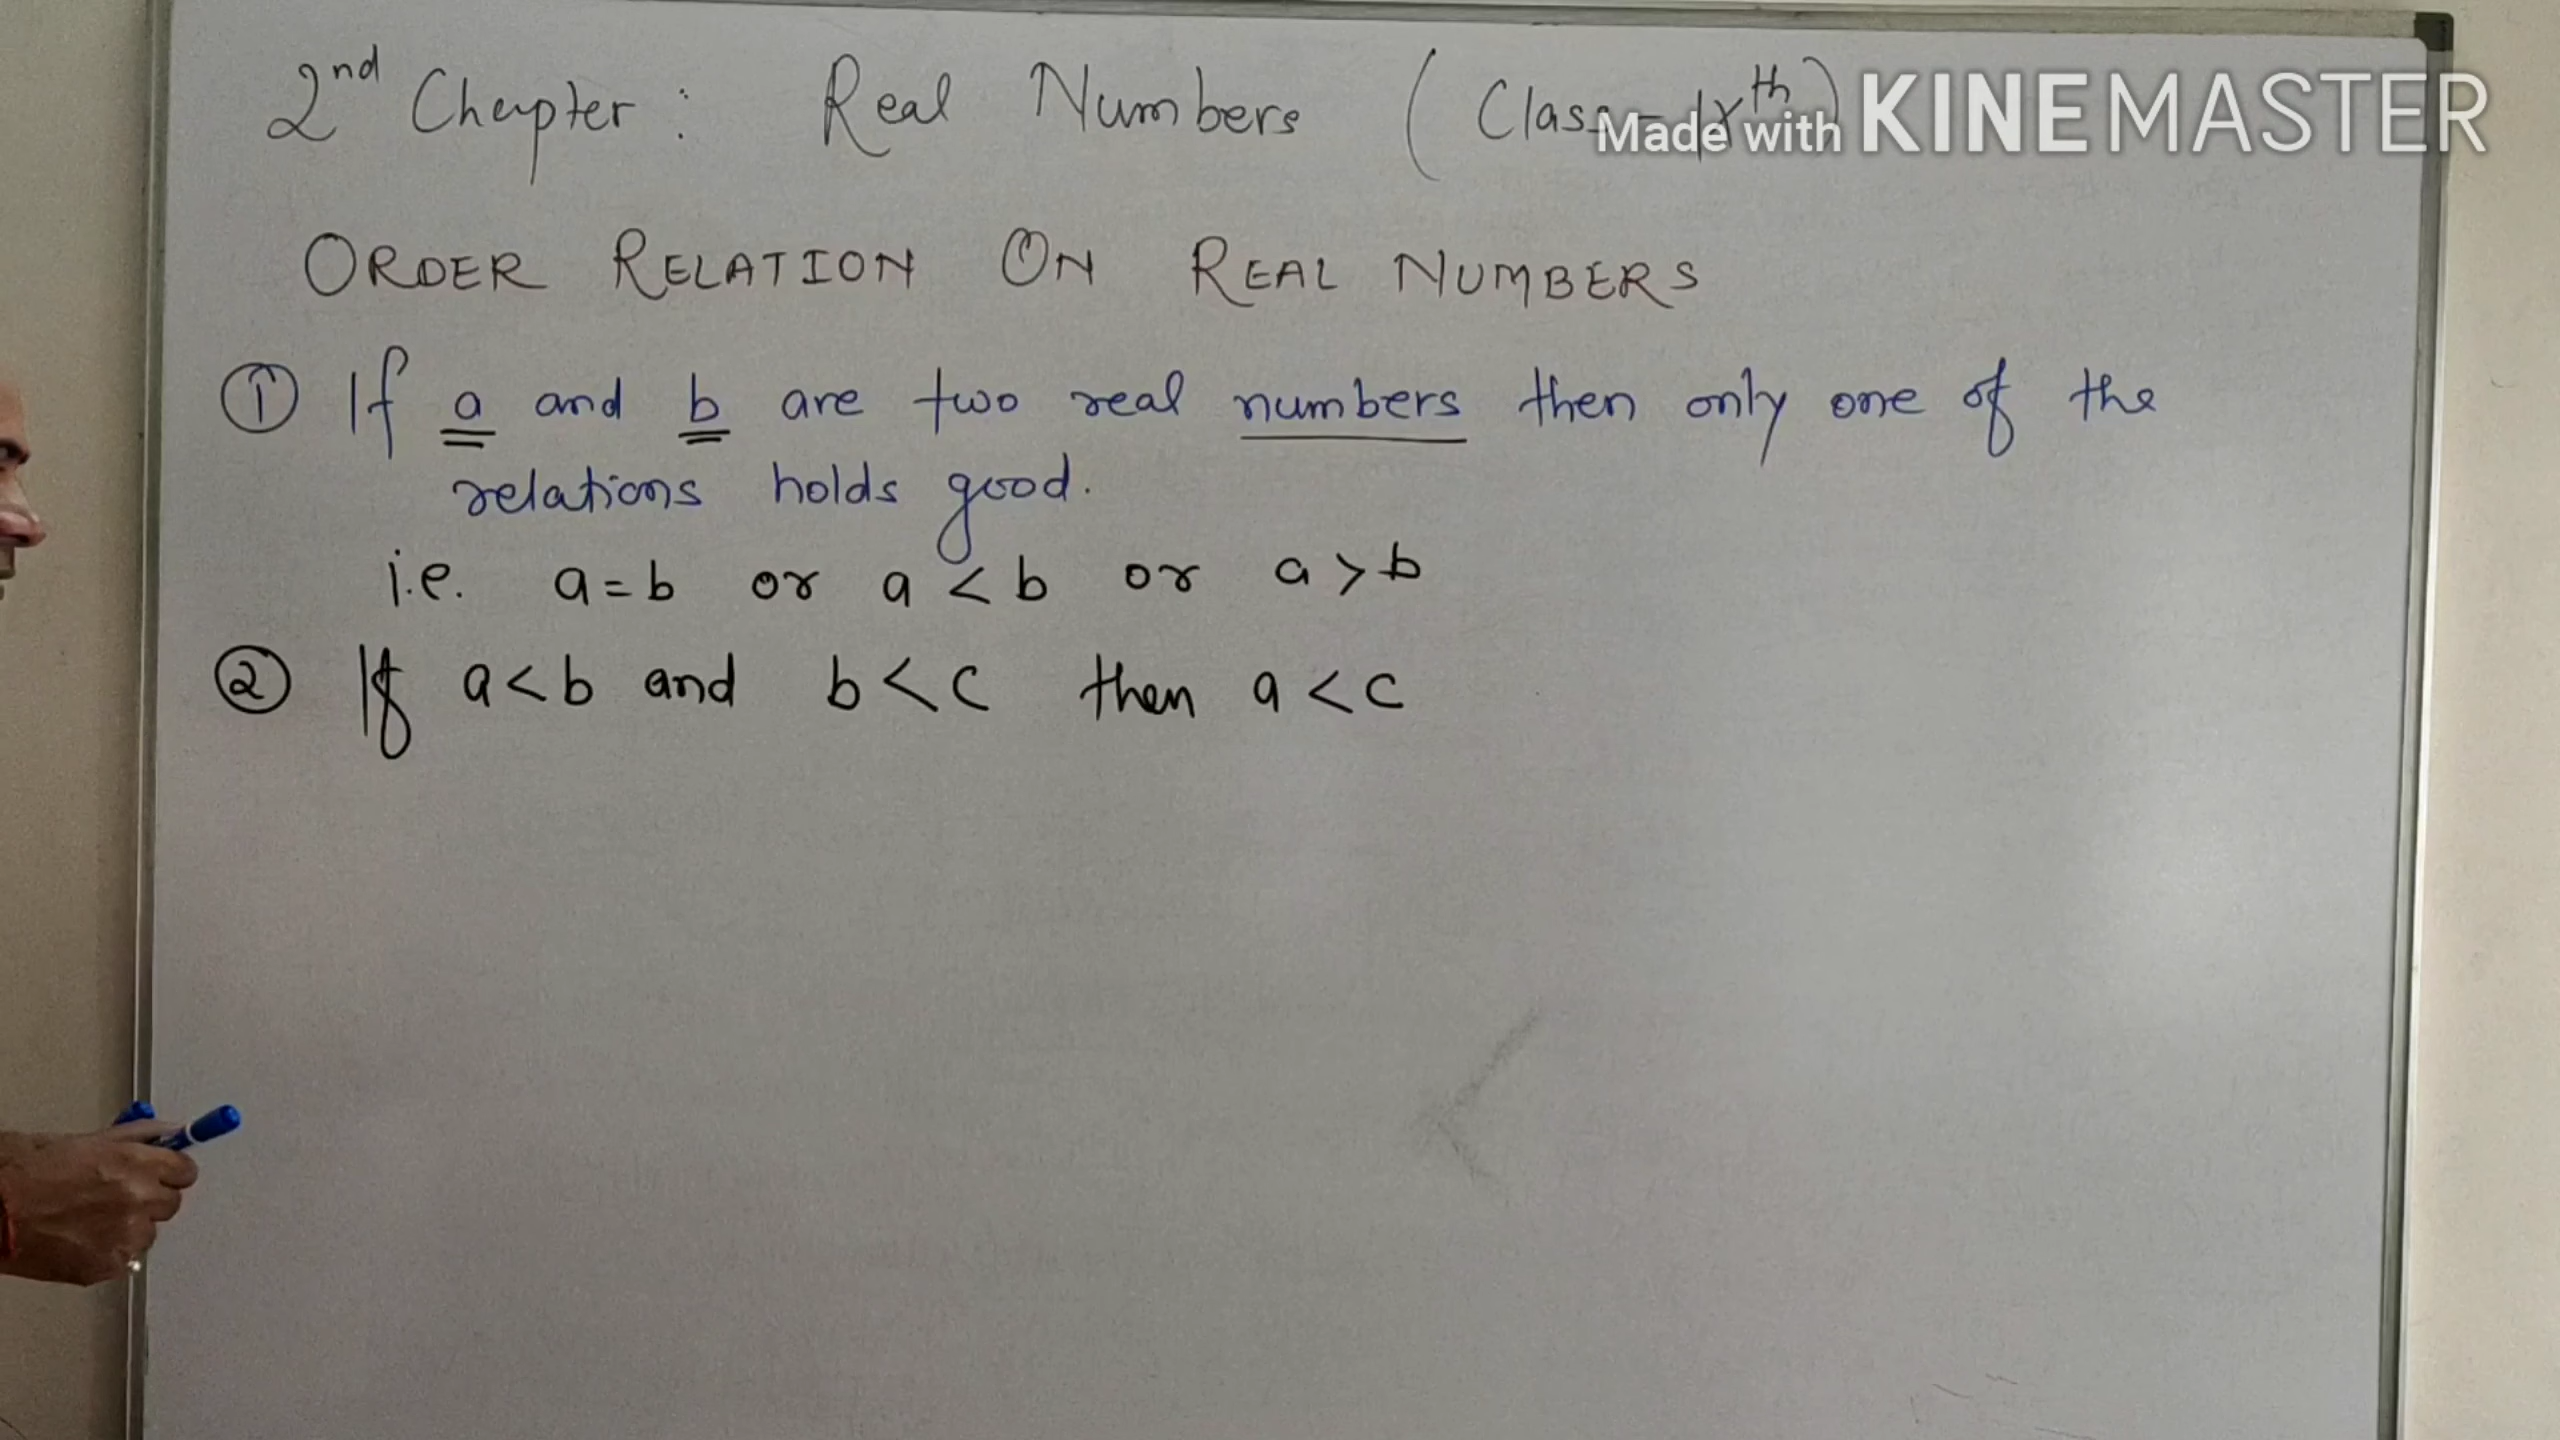 2nd Chapter : Real Numbers ( Class - IXth )
Made with KINEMASTER
ORDER RELATION ON REAL NUMBERS
① If a and b are two real numbers then only one of the
relations holds good.
i.e. a = b or a < b or a > b
② If a < b and b < c then a < c